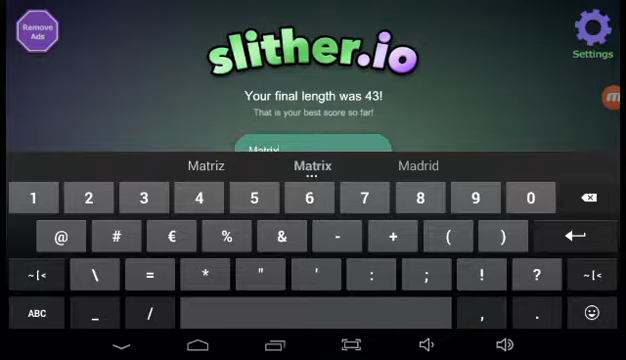 Remove
Ads
slither.io
Settings
Your final length was 43!
That is your best score so far!
Matrix
Matriz Matrix Madrid
1 2 3 4 5 6 7 8 9 0
@ # € % & - + ( )
~[< \ = * " ' : ; ! ? ~[<
ABC _ / , .